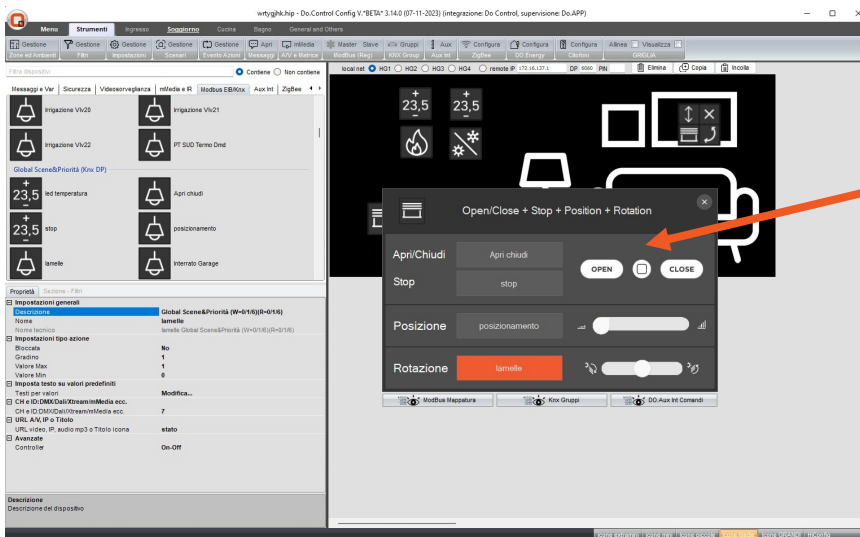 wrtygjhk.hip - Do.Control Config V.*BETA* 3.14.0 (07-11-2023) (integrazione: Do Control, supervisione: Do.APP)
Menu Strumenti Ingresso Soggiorno Cucina Bagno General and Others
Gestione Gestione Gestione Gestione Gestione Apri mMedia Master Slave Gruppi Aux Configura Configura Configura Allinea Visualizza
Zone ed Ambienti Filtri Impostazioni Scenari Evento Azioni Messaggi A/V e Matrice ModBus (Reg) KNX Group Aux Int ZigBee DO Energy Citofoni GRIGLIA
Filtra dispositivi Contiene Non contiene
local net HG1 HG2 HG3 HG4 remote IP 172.16.137.1 DP 6060 PIN Elimina Copia Incolla
Messaggi e Var Sicurezza Videosorveglianza mMedia e IR Modbus EIB/Knx Aux Int ZigBee
Irrigazione Vlv20 Irrigazione Vlv21
Irrigazione Vlv22 PT SUD Termo Dmd
Global Scene&Priorità (Knx DP)
+
23,5 led temperatura Apri chiudi
-
+
23,5 stop posizionamento
-
lamelle Interrato Garage
+ +
23,5 23,5
- -
Open/Close + Stop + Position + Rotation
Apri/Chiudi Apri chiudi
OPEN CLOSE
Stop stop
Posizione posizionamento
Rotazione lamelle
ModBus Mappatura Knx Gruppi DO.Aux Int Comandi
Proprietà Sezione - Filtri
Impostazioni generali
Descrizione Global Scene&Priorità (W=0/1/6)(R=0/1/6)
Nome lamelle
Nome tecnico lamelle Global Scene&Priorità (W=0/1/6)(R=0/1/6)
Impostazioni tipo azione
Bloccata No
Gradino 1
Valore Max 1
Valore Min 0
Imposta testo su valori predefiniti
Testi per valori Modifica...
CH e ID:DMX/Dali/Xtream/mMedia ecc.
CH e ID:DMX/Dali/Xtream/mMedia ecc. 7
URL A/V, IP o Titolo
URL video, IP, audio mp3 o Titolo icona stato
Avanzate
Controller On-Off
Descrizione
Descrizione del dispositivo